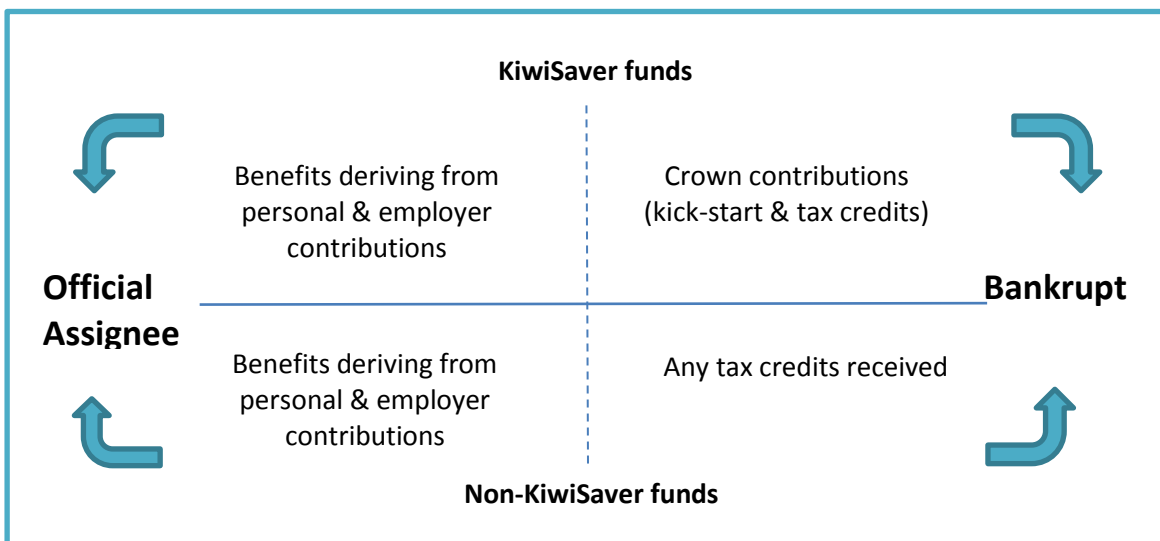 KiwiSaver funds
Benefits deriving from
personal & employer
contributions
Crown contributions
(kick-start & tax credits)
Official
Assignee
Bankrupt
Benefits deriving from
personal & employer
contributions
Any tax credits received
Non-KiwiSaver funds